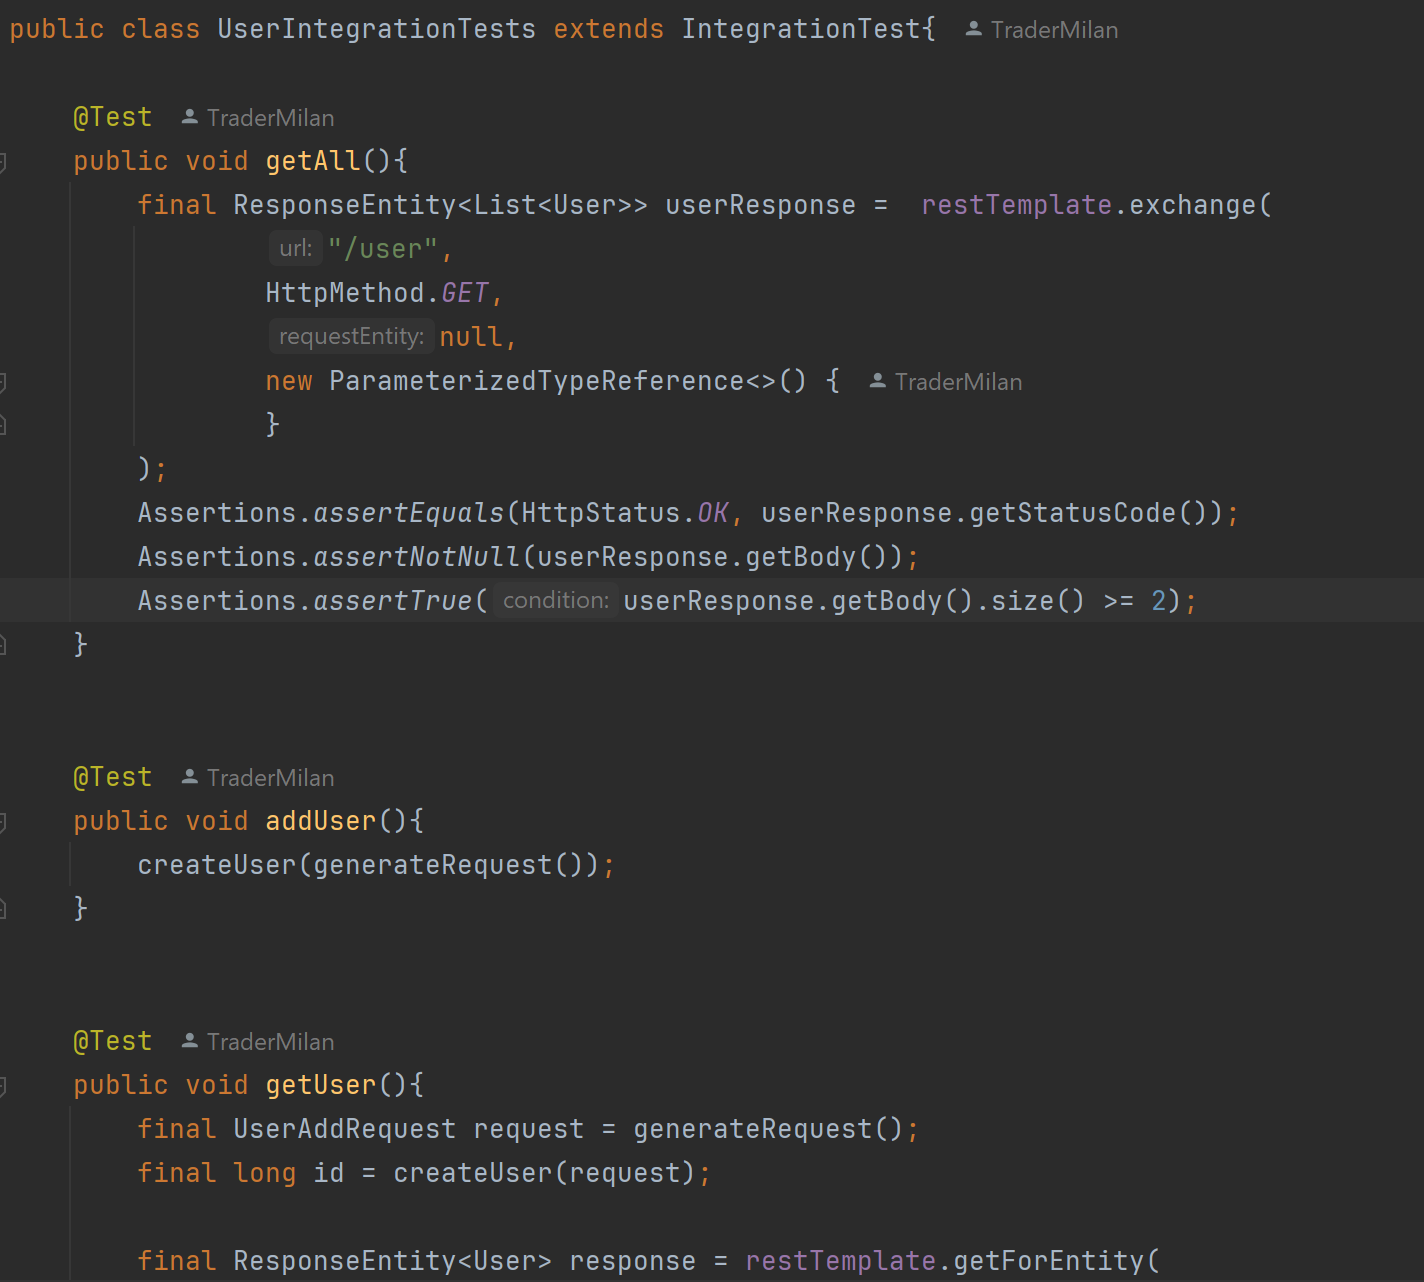 public class UserIntegrationTests extends IntegrationTest{ TraderMilan
@Test TraderMilan
public void getAll(){
final ResponseEntity<List<User>> userResponse =  restTemplate.exchange(
url: "/user",
HttpMethod.GET,
requestEntity: null,
new ParameterizedTypeReference<>() { TraderMilan
}
);
Assertions.assertEquals(HttpStatus.OK, userResponse.getStatusCode());
Assertions.assertNotNull(userResponse.getBody());
Assertions.assertTrue( condition: userResponse.getBody().size() >= 2);
}
@Test TraderMilan
public void addUser(){
createUser(generateRequest());
}
@Test TraderMilan
public void getUser(){
final UserAddRequest request = generateRequest();
final long id = createUser(request);
final ResponseEntity<User> response = restTemplate.getForEntity(